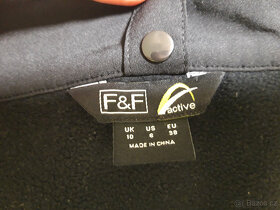 F&F active
UK US EU
10 6 38
MADE IN CHINA
Bazos.cz